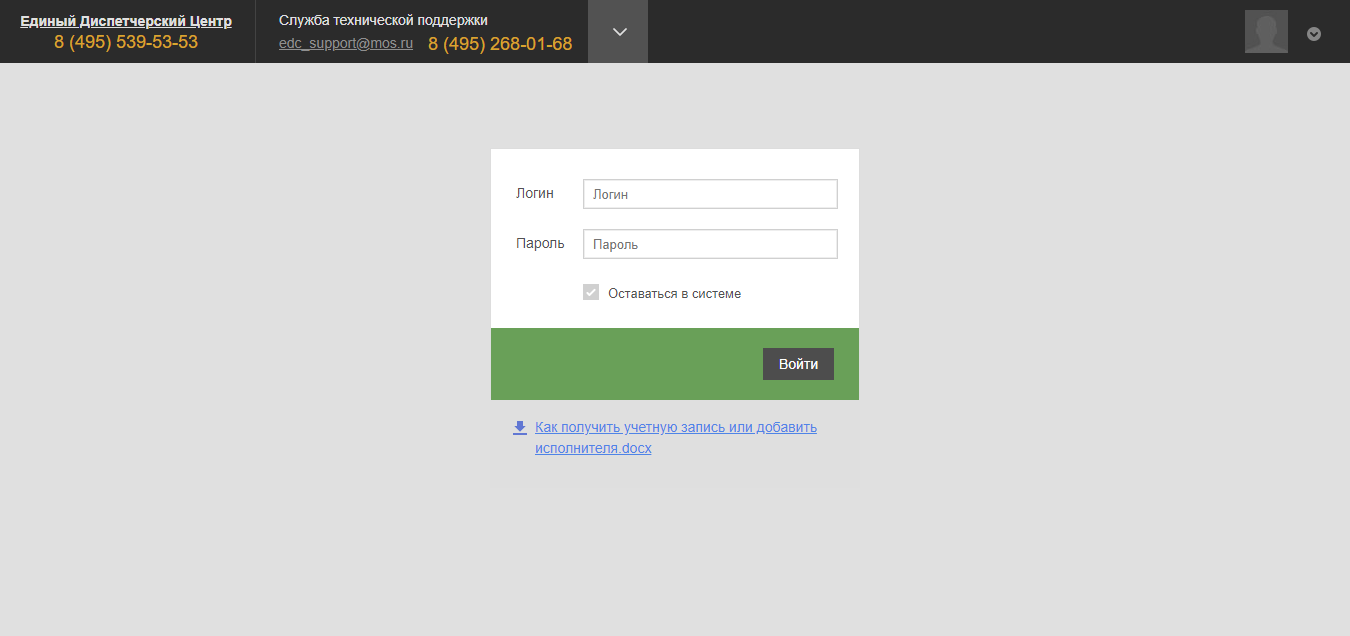 Единый Диспетчерский Центр
8 (495) 539-53-53
Служба технической поддержки
edc_support@mos.ru 8 (495) 268-01-68
Логин Логин
Пароль Пароль
Оставаться в системе
Войти
Как получить учетную запись или добавить
исполнителя.docx